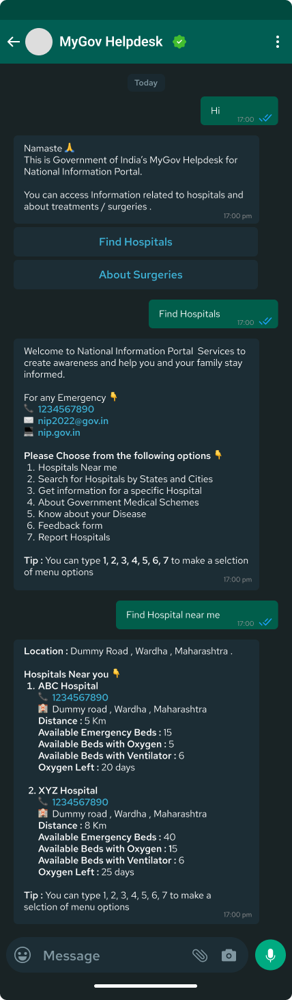 MyGov Helpdesk
Today
Hi
17:00
Namaste 🙏
This is Government of India's MyGov Helpdesk for
National Information Portal.
You can access Information related to hospitals and
about treatments / surgeries .
17:00 pm
Find Hospitals
About Surgeries
Find Hospitals
17:00
Welcome to National Information Portal Services to
create awareness and help you and your family stay
informed.
For any Emergency 👇
📞 1234567890
✉️ nip2022@gov.in
💻 nip.gov.in
Please Choose from the following options 👇
1. Hospitals Near me
2. Search for Hospitals by States and Cities
3. Get information for a specific Hospital
4. About Government Medical Schemes
5. Know about your Disease
6. Feedback form
7. Report Hospitals
Tip : You can type 1, 2, 3, 4, 5, 6, 7 to make a selction
of menu options
17:00 pm
Find Hospital near me
17:00
Location : Dummy Road , Wardha , Maharashtra .
Hospitals Near you 👇
1. ABC Hospital
📞 1234567890
🏥 Dummy road , Wardha , Maharashtra
Distance : 5 Km
Available Emergency Beds : 15
Available Beds with Oxygen : 5
Available Beds with Ventilator : 6
Oxygen Left : 20 days
2. XYZ Hospital
📞 1234567890
🏥 Dummy road , Wardha , Maharashtra
Distance : 8 Km
Available Emergency Beds : 40
Available Beds with Oxygen : 15
Available Beds with Ventilator : 6
Oxygen Left : 25 days
Tip : You can type 1, 2, 3, 4, 5, 6, 7 to make a
selction of menu options
17:00 pm
Message